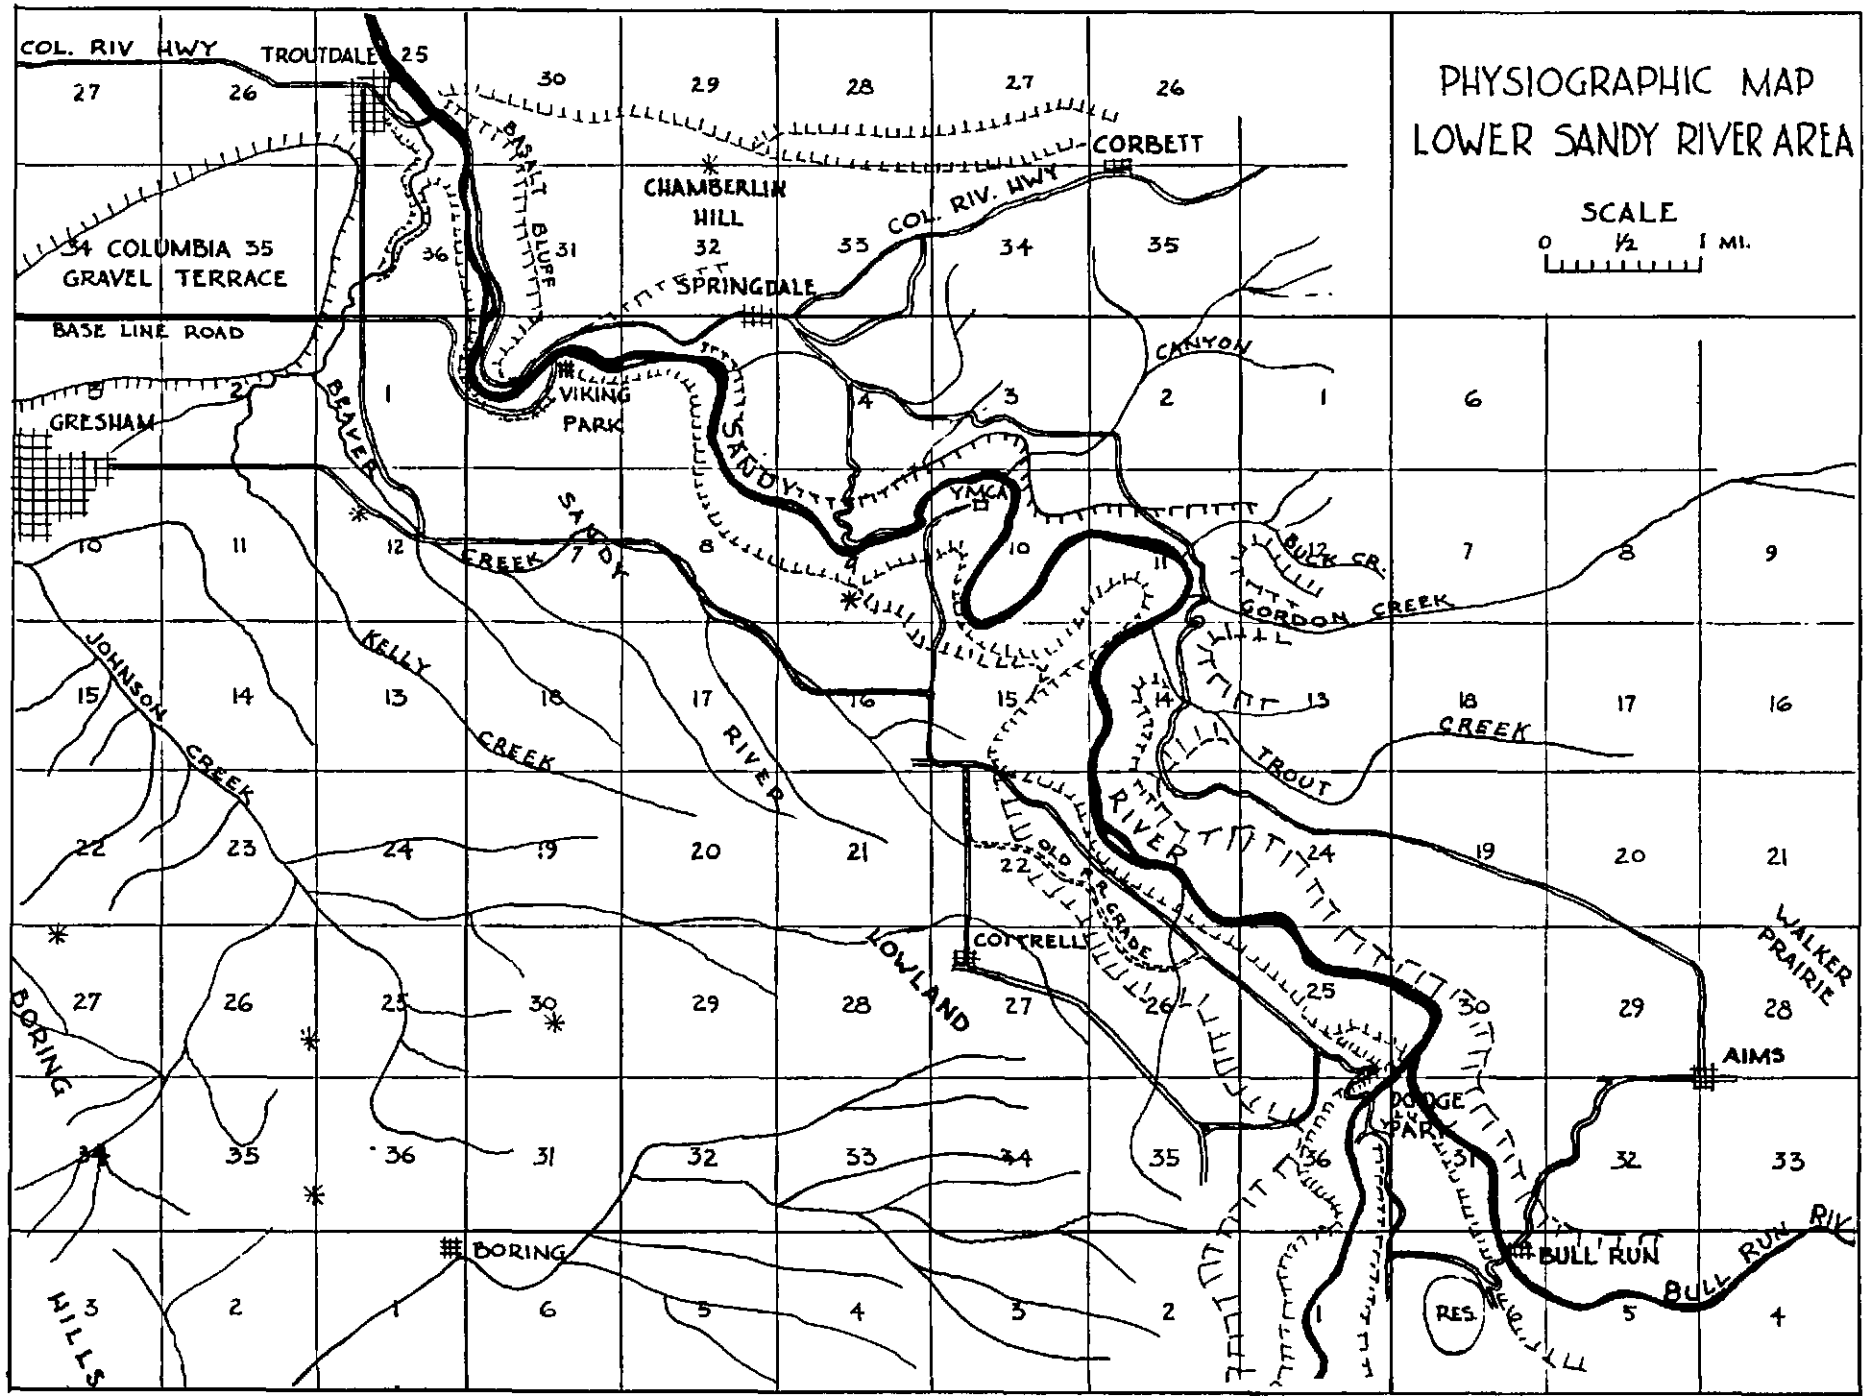 PHYSIOGRAPHIC MAP
LOWER SANDY RIVER AREA
SCALE
0 1/2 1 MI.
COL. RIV HWY
TROUTDALE
25
27 26 30 29 28 27 26
BASALT BLUFF
CORBETT
CHAMBERLIN
HILL
COL. RIV. HWY
34 COLUMBIA 35
GRAVEL TERRACE
36 31 32 33 34 35
SPRINGDALE
BASE LINE ROAD
CANYON
3 2 1 4 3 2 1 6
BEAVER
VIKING
PARK
GRESHAM
SANDY
YMCA
SANDY
10 11 12 7 8 9 10 11 12 7 8 9
CREEK
BUCK CR.
GORDON CREEK
JOHNSON
KELLY
15 14 13 18 17 16 15 14 13 18 17 16
CREEK
CREEK
RIVER
CREEK
TROUT
RIVER
22 23 24 19 20 21 22 24 19 20 21
OLD R.R. GRADE
WALKER
PRAIRIE
LOWLAND
COTTRELL
27 26 25 30 29 28 27 26 25 30 29 28
BORING
AIMS
DODGE
PARK
34 35 36 31 32 33 34 35 36 31 32 33
BORING
BULL RUN
BULL RUN RIV
HILLS
3 2 1 6 5 4 3 2 1 RES. 5 4